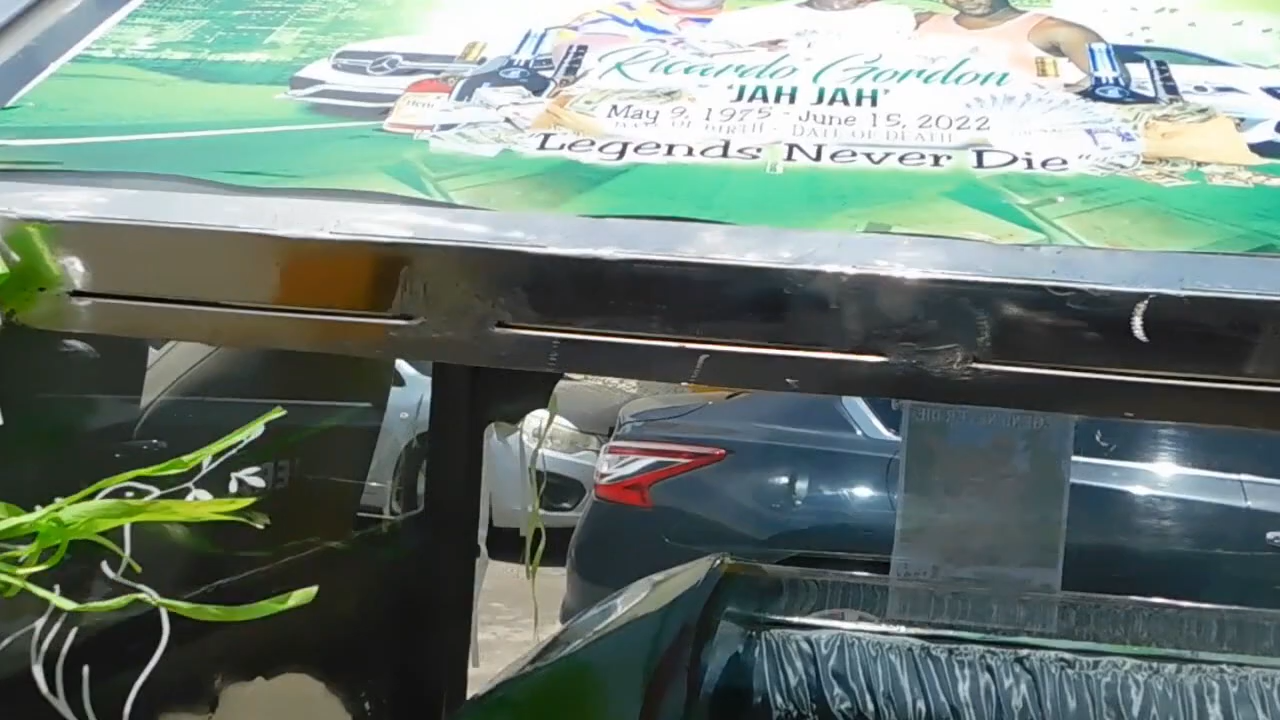 Ricardo Gordon
'JAH JAH'
May 9, 1975 - June 15, 2022
DATE OF BIRTH - DATE OF DEATH
"Legends Never Die"